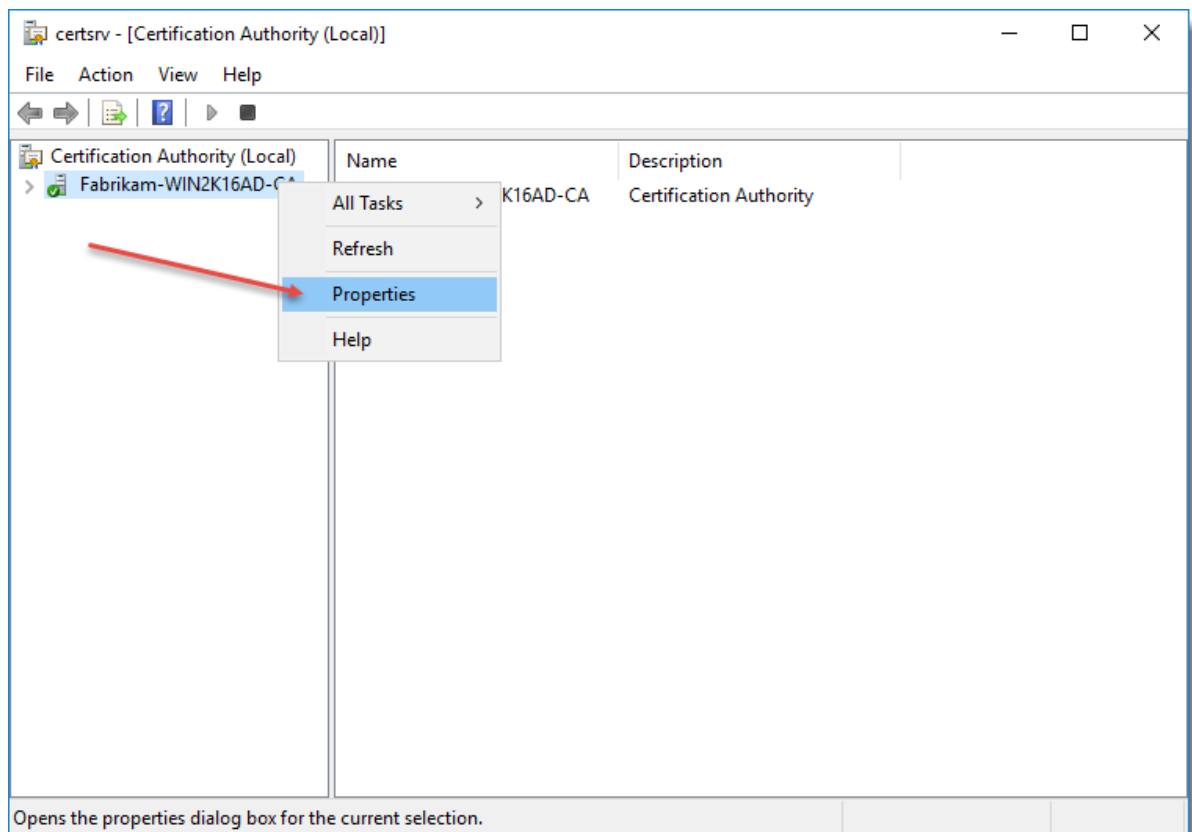 certsrv - [Certification Authority (Local)]
File Action View Help
Certification Authority (Local)
Fabrikam-WIN2K16AD-CA
Name Description
K16AD-CA Certification Authority
All Tasks
Refresh
Properties
Help
Opens the properties dialog box for the current selection.